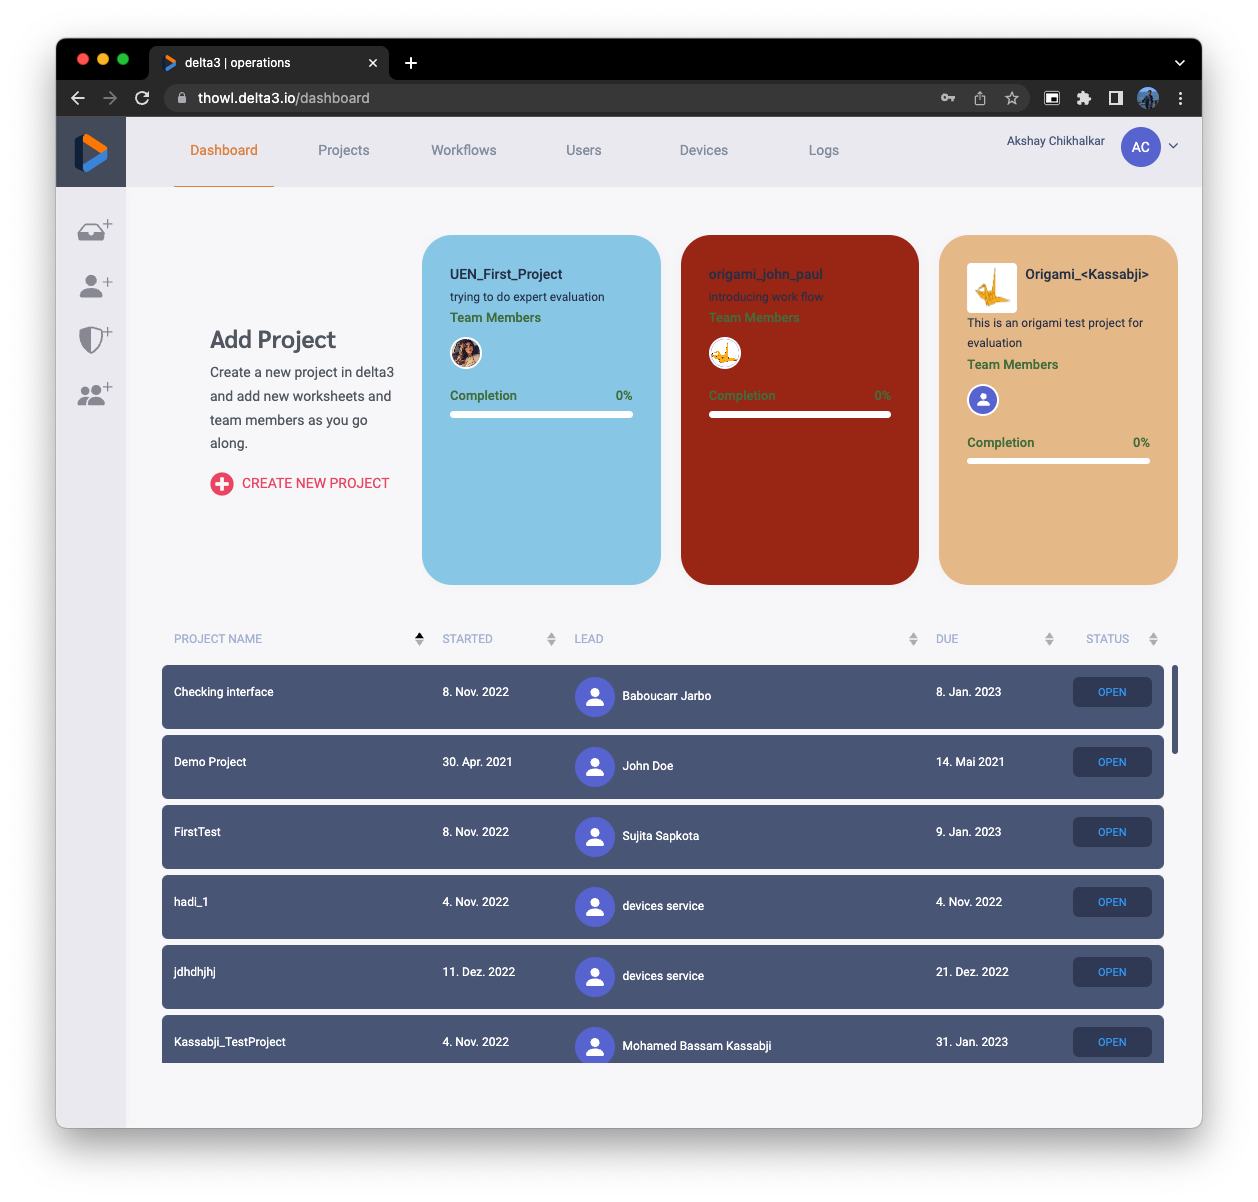 delta3 | operations
thowl.delta3.io/dashboard
Dashboard Projects Workflows Users Devices Logs Akshay Chikhalkar AC
Add Project
Create a new project in delta3
and add new worksheets and
team members as you go
along.
CREATE NEW PROJECT
UEN_First_Project
trying to do expert evaluation
Team Members
Completion 0%
origami_john_paul
introducing work flow
Team Members
Completion 0%
Origami_<Kassabji>
This is an origami test project for
evaluation
Team Members
Completion 0%
PROJECT NAME STARTED LEAD DUE STATUS
Checking interface 8. Nov. 2022 Baboucarr Jarbo 8. Jan. 2023 OPEN
Demo Project 30. Apr. 2021 John Doe 14. Mai 2021 OPEN
FirstTest 8. Nov. 2022 Sujita Sapkota 9. Jan. 2023 OPEN
hadi_1 4. Nov. 2022 devices service 4. Nov. 2022 OPEN
jdhdhjhj 11. Dez. 2022 devices service 21. Dez. 2022 OPEN
Kassabji_TestProject 4. Nov. 2022 Mohamed Bassam Kassabji 31. Jan. 2023 OPEN